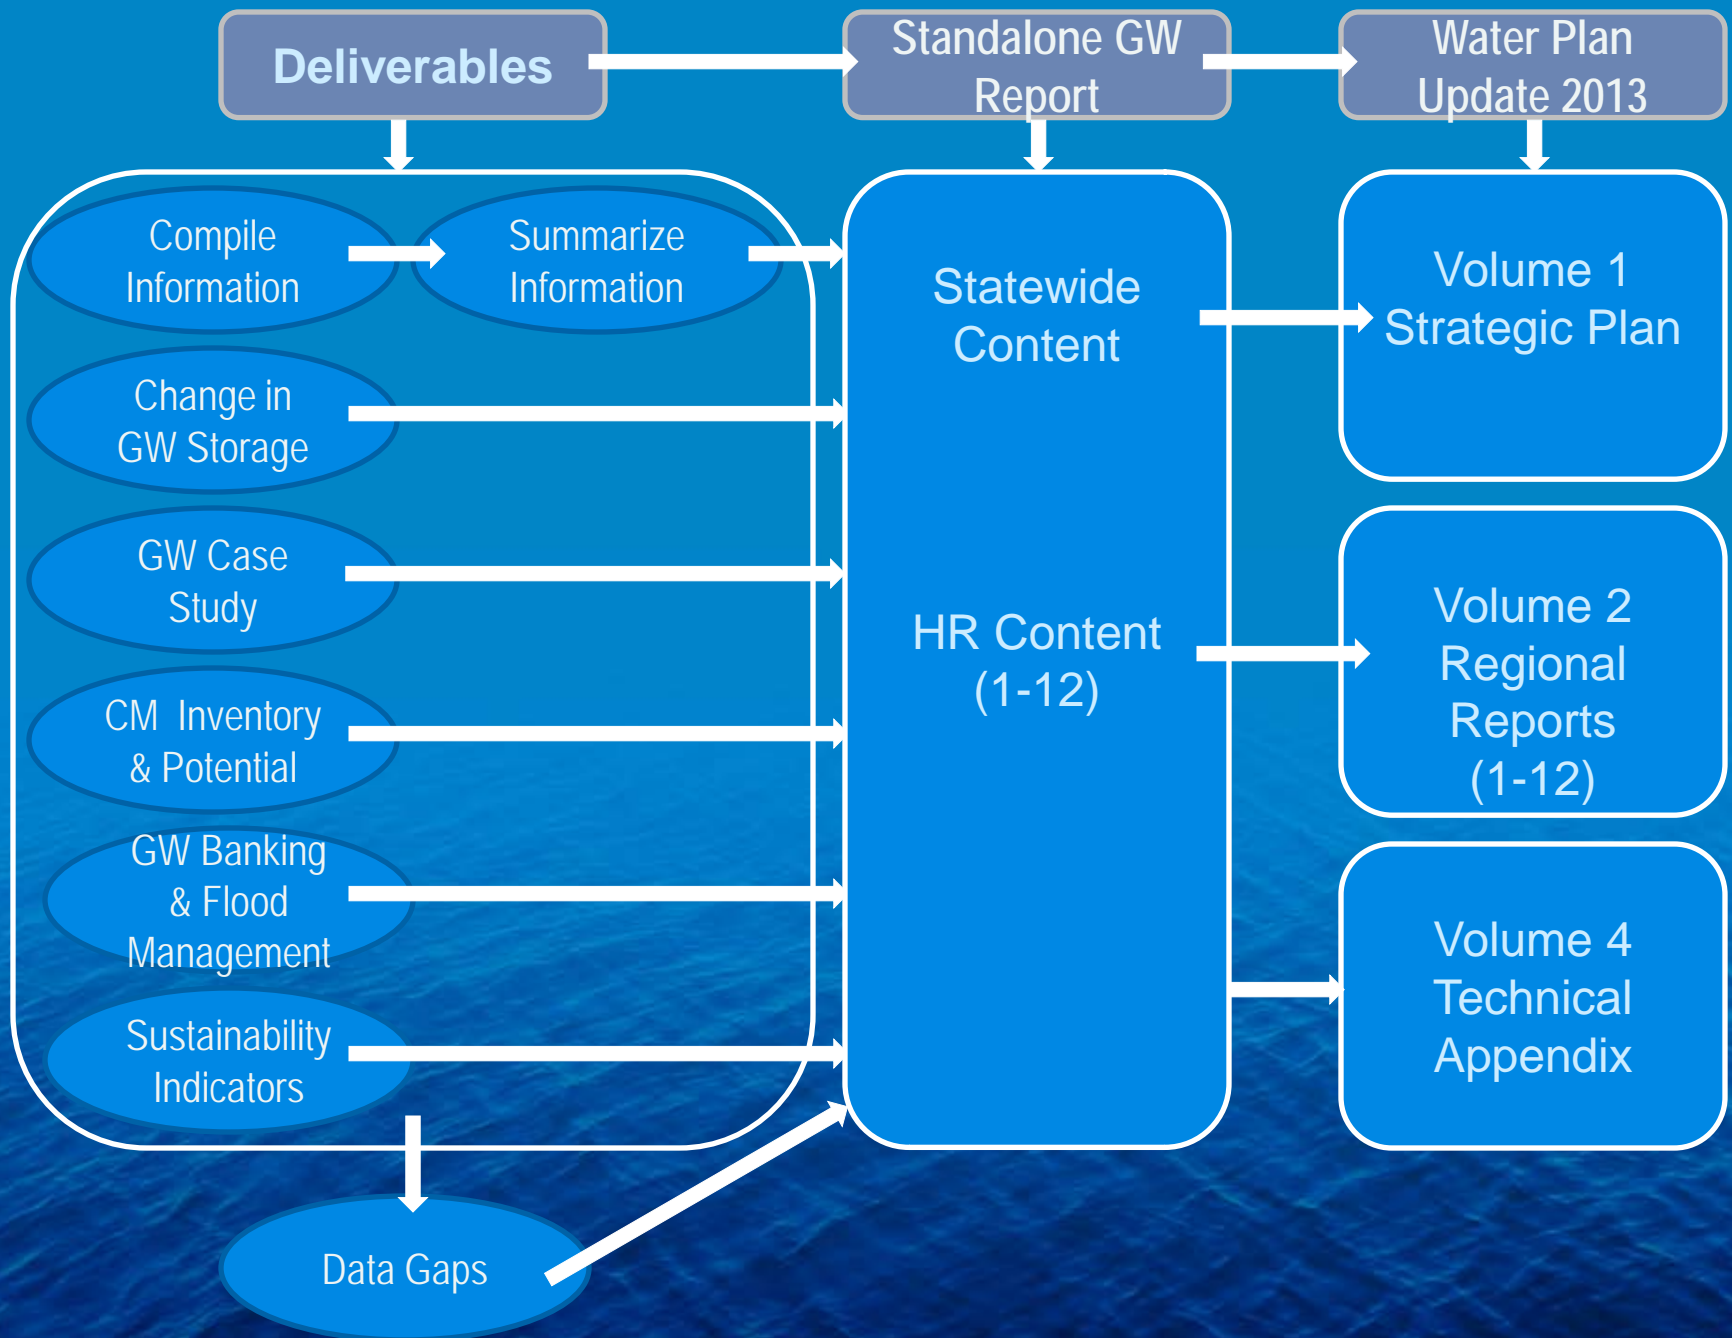 Deliverables
Standalone GW
Report
Water Plan
Update 2013
Compile
Information
Summarize
Information
Change in
GW Storage
GW Case
Study
CM  Inventory
& Potential
GW Banking
& Flood
Management
Sustainability
Indicators
Data Gaps
Statewide
Content
HR Content
(1-12)
Volume 1
Strategic Plan
Volume 2
Regional
Reports
(1-12)
Volume 4
Technical
Appendix